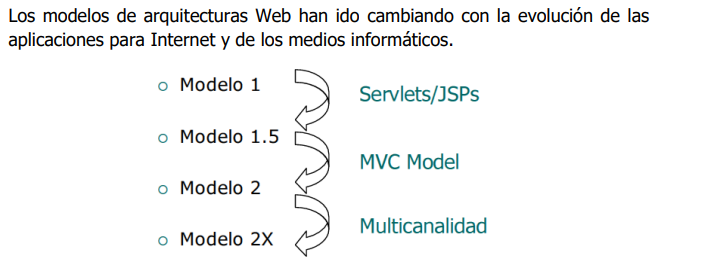 Los modelos de arquitecturas Web han ido cambiando con la evolución de las
aplicaciones para Internet y de los medios informáticos.
Modelo 1
Servlets/JSPs
Modelo 1.5
MVC Model
Modelo 2
Multicanalidad
Modelo 2X